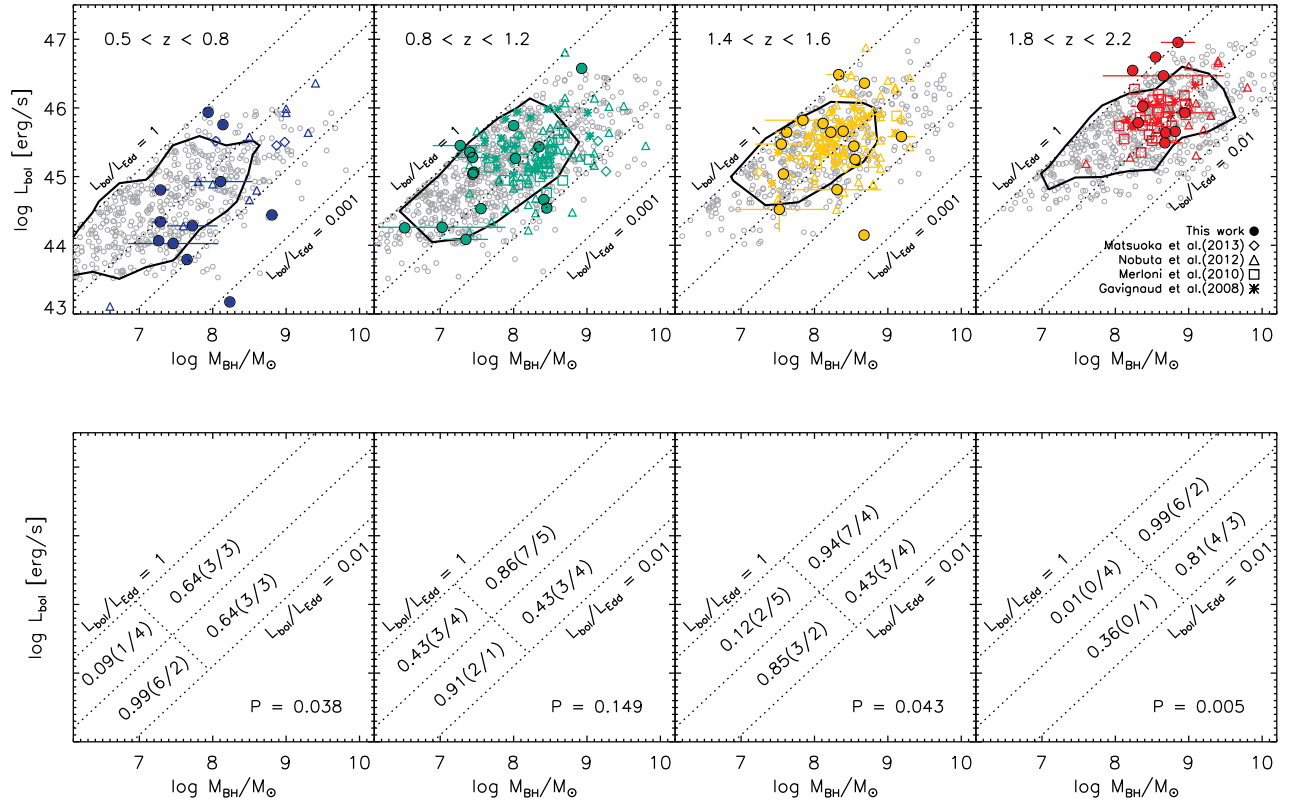 0.5 < z < 0.8
0.8 < z < 1.2
1.4 < z < 1.6
1.8 < z < 2.2
log L_bol [erg/s]
47
46
45
44
43
L_bol/L_Edd = 1
L_bol/L_Edd = 0.001
L_bol/L_Edd = 1
L_bol/L_Edd = 0.001
L_bol/L_Edd = 1
L_bol/L_Edd = 0.001
L_bol/L_Edd = 1
L_bol/L_Edd = 0.01
This work
Matsuoka et al.(2013)
Nobuta et al.(2012)
Merloni et al.(2010)
Gavignaud et al.(2008)
7 8 9 10
7 8 9 10
7 8 9 10
7 8 9 10
log M_BH/M_⊙
log M_BH/M_⊙
log M_BH/M_⊙
log M_BH/M_⊙
log L_bol [erg/s]
L_bol/L_Edd = 1
0.64(3/3)
0.64(3/3)
0.09(1/4)
0.99(6/2)
L_bol/L_Edd = 0.01
P = 0.038
L_bol/L_Edd = 1
0.86(7/5)
0.43(3/4)
0.43(3/4)
0.91(2/1)
L_bol/L_Edd = 0.01
P = 0.149
L_bol/L_Edd = 1
0.94(7/4)
0.43(3/4)
0.12(2/5)
0.85(3/2)
L_bol/L_Edd = 0.01
P = 0.043
L_bol/L_Edd = 1
0.99(6/2)
0.81(4/3)
0.01(0/4)
0.36(0/1)
L_bol/L_Edd = 0.01
P = 0.005
7 8 9 10
7 8 9 10
7 8 9 10
7 8 9 10
log M_BH/M_⊙
log M_BH/M_⊙
log M_BH/M_⊙
log M_BH/M_⊙